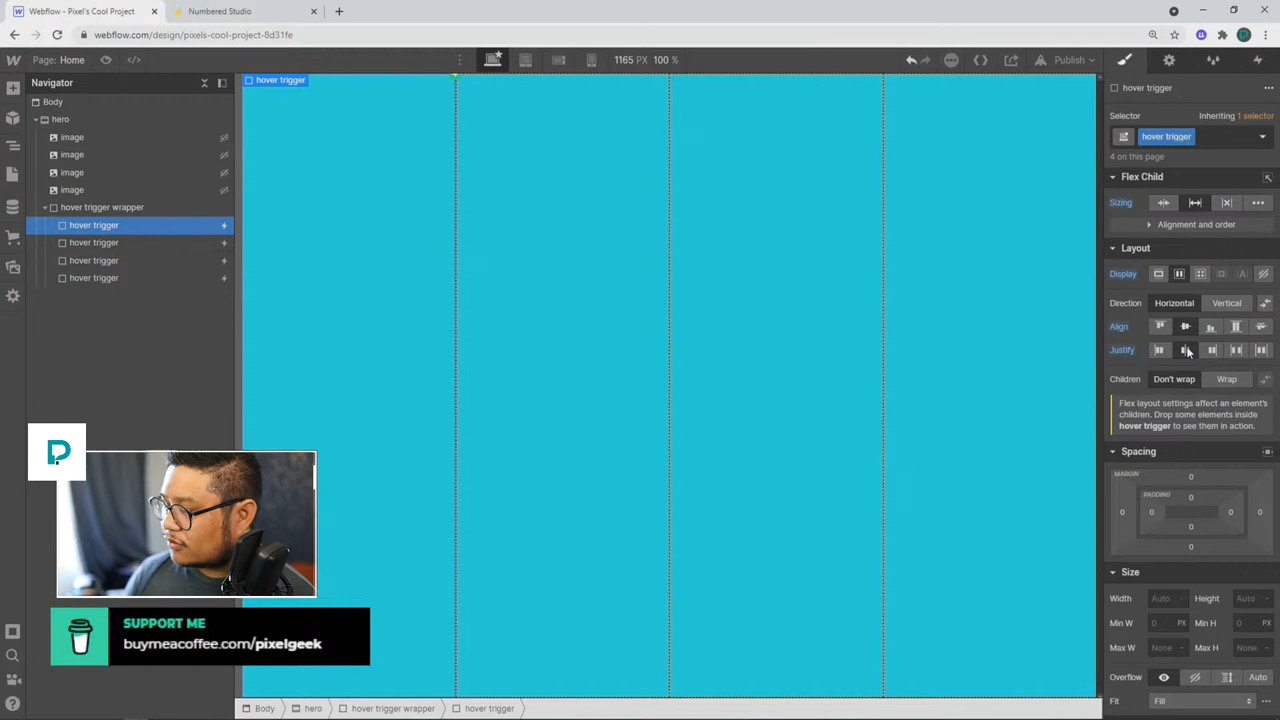 Webflow - Pixel's Cool Project
Numbered Studio
webflow.com/design/pixels-cool-project-8d31fe
Page: Home
1165 PX 100 %
Publish
Navigator
Body
hero
image
image
image
image
hover trigger wrapper
hover trigger
hover trigger
hover trigger
hover trigger
hover trigger
hover trigger
Selector
Inheriting 1 selector
hover trigger
4 on this page
Flex Child
Sizing
Alignment and order
Layout
Display
Direction Horizontal Vertical
Align
Justify
Children Don't wrap Wrap
Flex layout settings affect an element's
children. Drop some elements inside
hover trigger to see them in action.
Spacing
MARGIN
0
PADDING
0
0 0 0 0
0
0
Size
Width Auto - Height Auto -
Min W 0 PX Min H 0 PX
Max W None - Max H None -
Overflow Auto
Fit Fill
SUPPORT ME
buymeacoffee.com/pixelgeek
Body hero hover trigger wrapper hover trigger